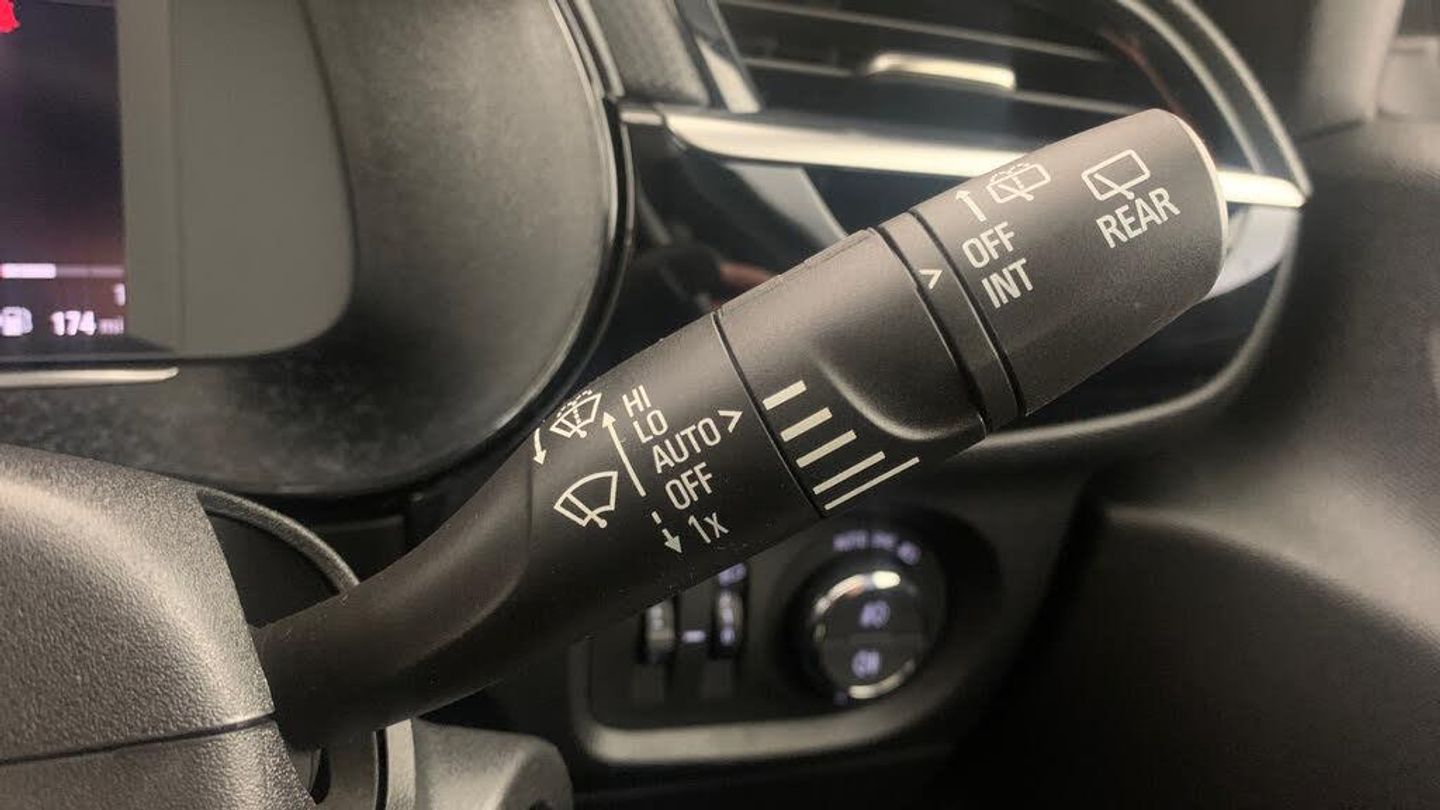 174 mi
HI
LO
AUTO >
OFF
1x
>
OFF
INT
REAR